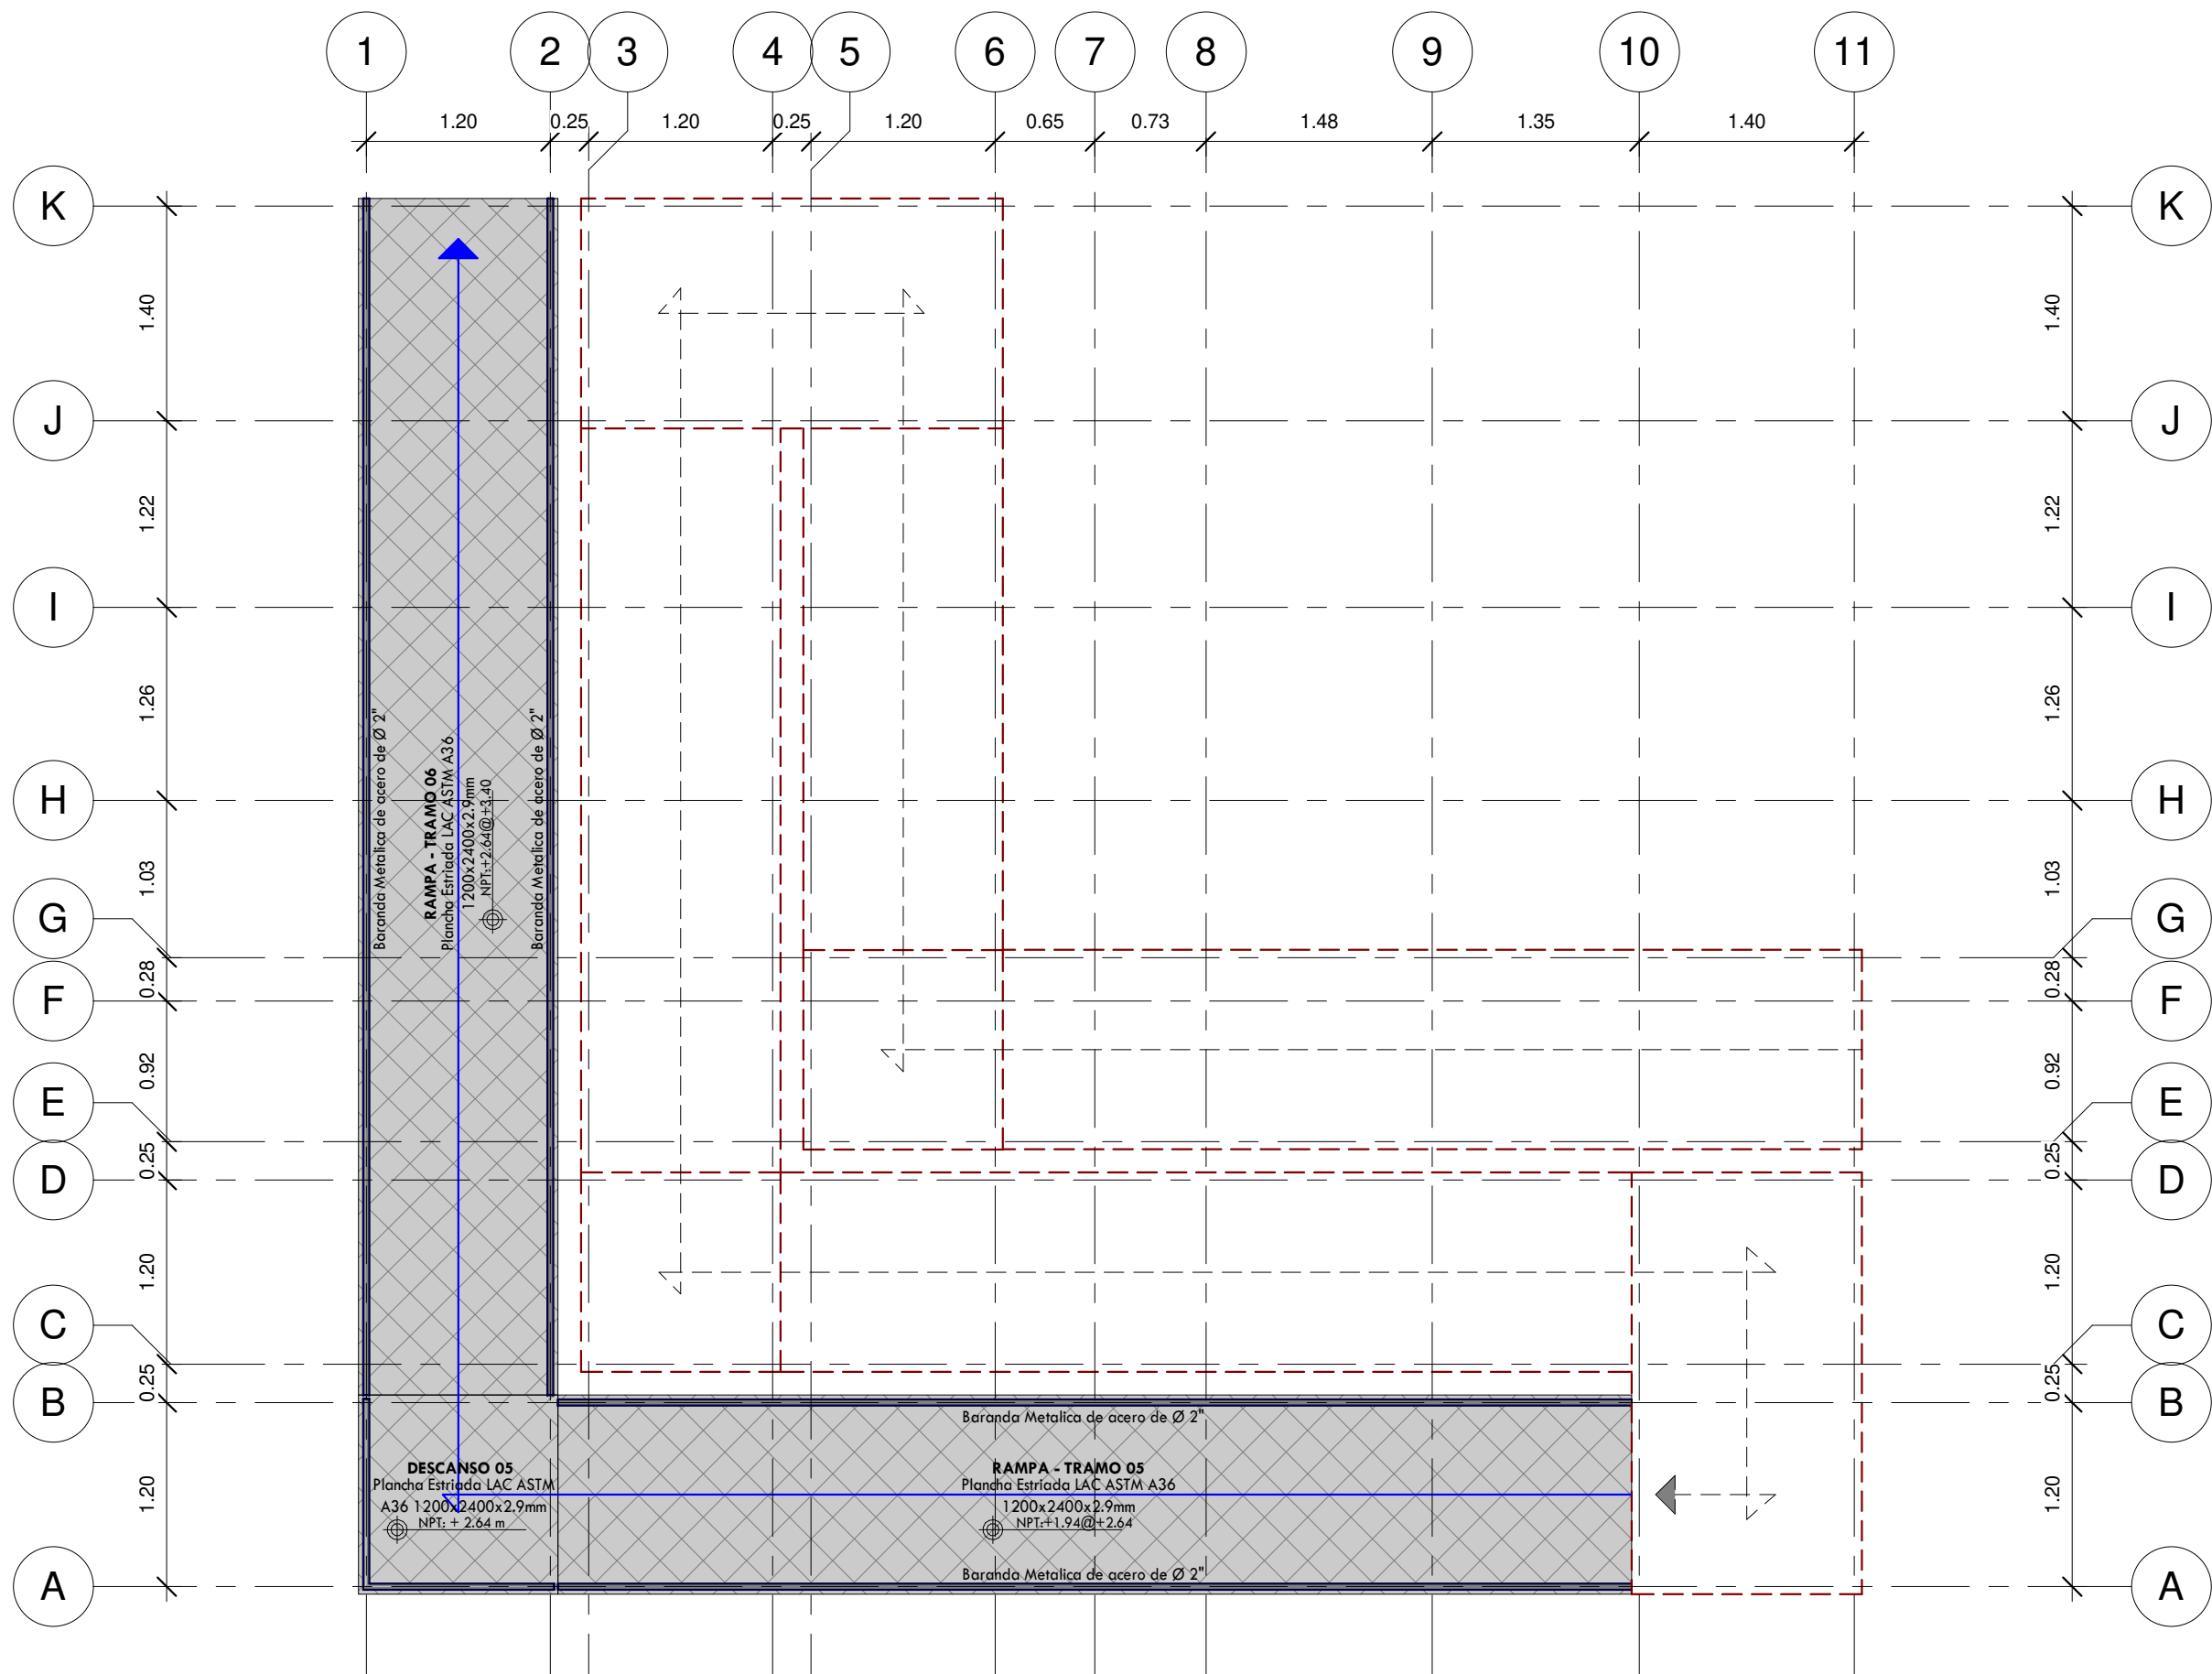 1 2 3 4 5 6 7 8 9 10 11
1.20 0.25 1.20 0.25 1.20 0.65 0.73 1.48 1.35 1.40
K K
1.40 1.40
J J
1.22 1.22
I I
1.26 1.26
H H
1.03 1.03
G G
0.28 0.28
F F
0.92 0.92
E E
0.25 0.25
D D
1.20 1.20
C C
0.25 0.25
B B
1.20 1.20
A A
Baranda Metalica de acero de Ø 2"
RAMPA - TRAMO 06
Plancha Estriada LAC ASTM A36
1200x2400x2.9mm
NPT:+2.64@+3.40
Baranda Metalica de acero de Ø 2"
DESCANSO 05
Plancha Estriada LAC ASTM
A36 1200x2400x2.9mm
NPT: + 2.64 m
Baranda Metalica de acero de Ø 2"
RAMPA - TRAMO 05
Plancha Estriada LAC ASTM A36
1200x2400x2.9mm
NPT:+1.94@+2.64
Baranda Metalica de acero de Ø 2"